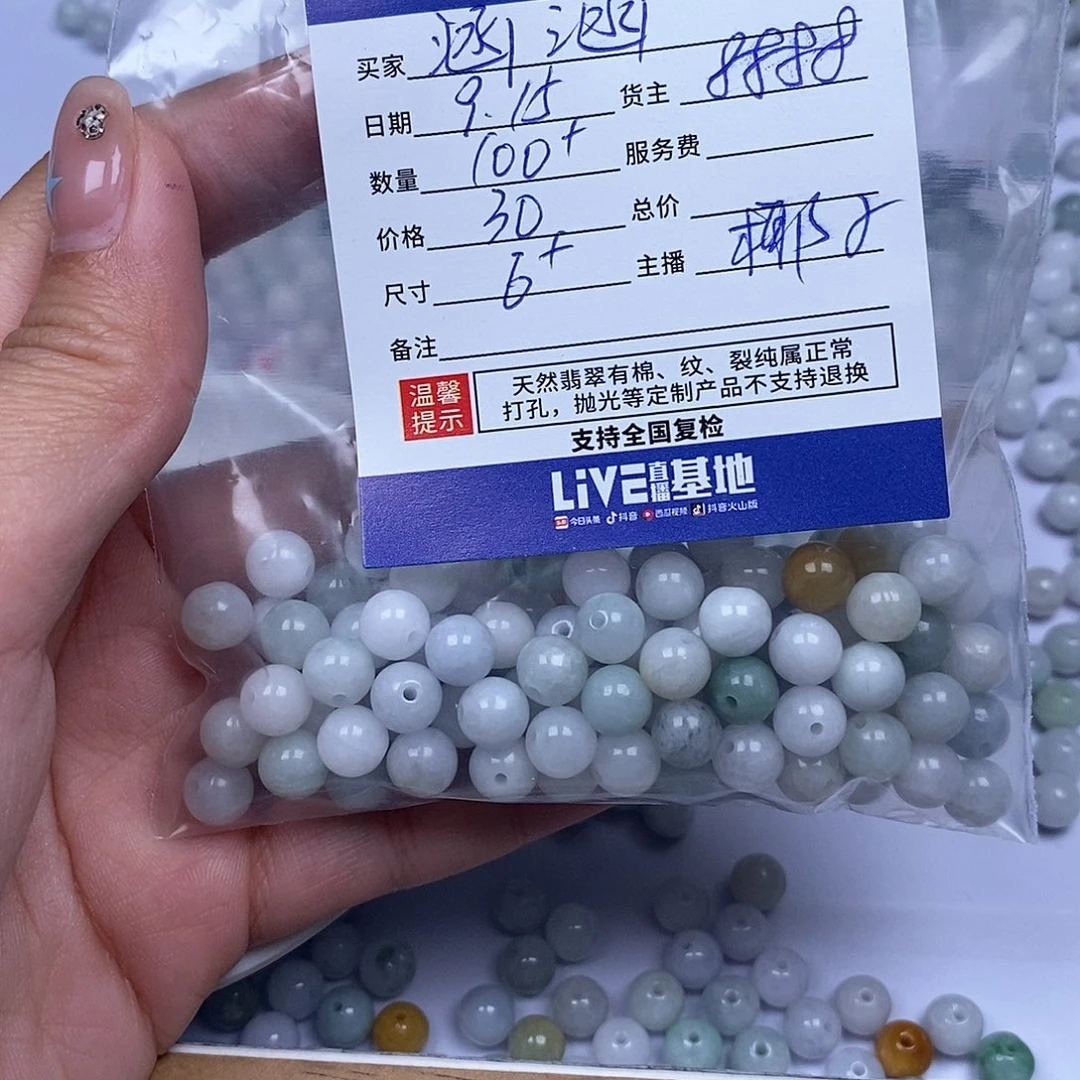 买家 涵涵
日期 9.15 货主 8888
数量 100+ 服务费
价格 30 总价
尺寸 6+ 主播 椰子
备注
温馨提示
天然翡翠有棉、纹、裂纯属正常
打孔，抛光等定制产品不支持退换
支持全国复检
LiVE直播基地
今日头条 抖音 西瓜视频 抖音火山版